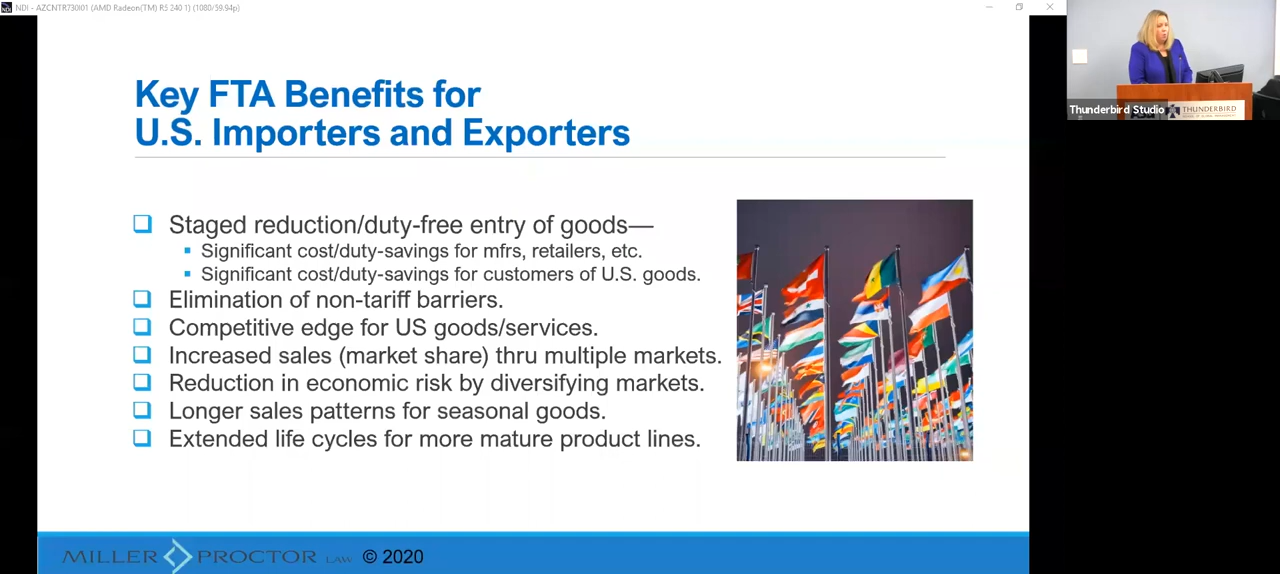 NDI - AZCNTR730I01 (AMD Radeon(TM) R5 240 1) (1080/59.94p)
Key FTA Benefits for
U.S. Importers and Exporters
Staged reduction/duty-free entry of goods—
Significant cost/duty-savings for mfrs, retailers, etc.
Significant cost/duty-savings for customers of U.S. goods.
Elimination of non-tariff barriers.
Competitive edge for US goods/services.
Increased sales (market share) thru multiple markets.
Reduction in economic risk by diversifying markets.
Longer sales patterns for seasonal goods.
Extended life cycles for more mature product lines.
MILLER PROCTOR LAW © 2020
Thunderbird Studio
THUNDERBIRD